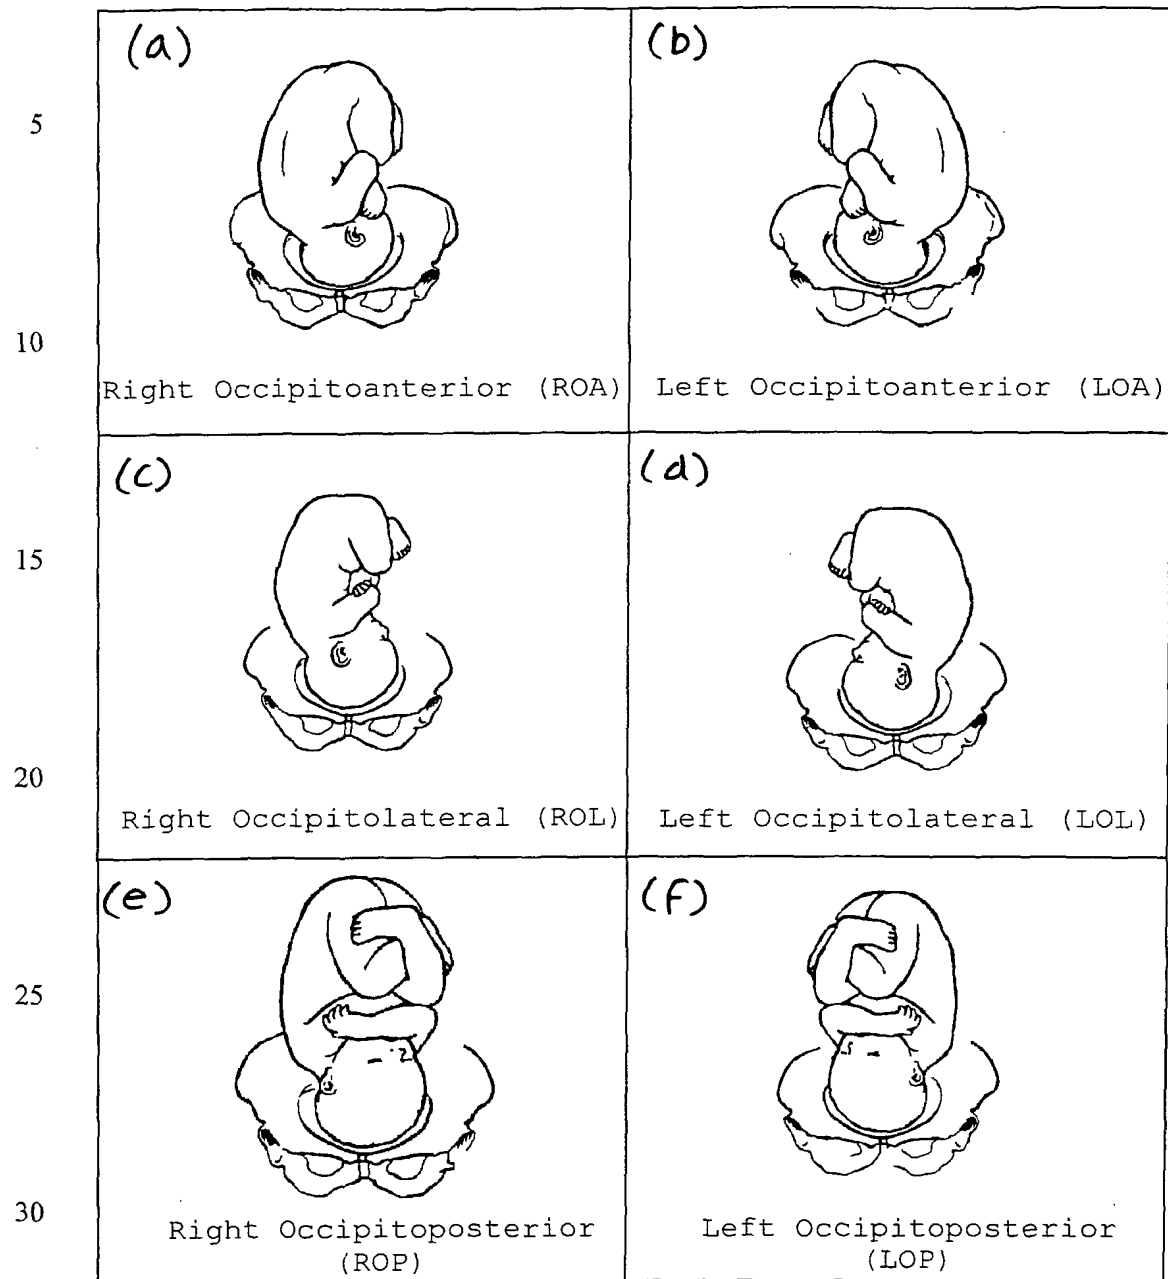 (a)
(b)
5
10
Right Occipitoanterior (ROA)
Left Occipitoanterior (LOA)
(c)
(d)
15
20
Right Occipitolateral (ROL)
Left Occipitolateral (LOL)
(e)
(f)
25
30
Right Occipitoposterior
(ROP)
Left Occipitoposterior
(LOP)